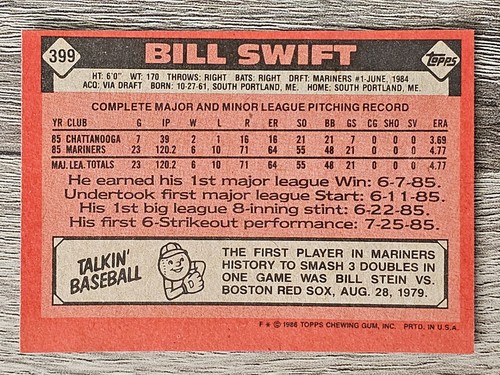 399
BILL SWIFT
Topps
HT: 6'0" WT: 170 THROWS: RIGHT BATS: RIGHT DRFT: MARINERS #1-JUNE, 1984
ACQ: VIA DRAFT BORN: 10-27-61, SOUTH PORTLAND, ME. HOME: SOUTH PORTLAND, ME.
COMPLETE MAJOR AND MINOR LEAGUE PITCHING RECORD
YR CLUB G IP W L R ER SO BB GS CG SHO SV ERA
85 CHATTANOOGA 7 39 2 1 16 16 21 21 7 0 0 0 3.69
85 MARINERS 23 120.2 6 10 71 64 55 48 21 0 0 0 4.77
MAJ. LEA. TOTALS 23 120.2 6 10 71 64 55 48 21 0 0 0 4.77
He earned his 1st major league Win: 6-7-85.
Undertook first major league Start: 6-11-85.
His 1st big league 8-inning stint: 6-22-85.
His first 6-Strikeout performance: 7-25-85.
TALKIN'
BASEBALL
THE FIRST PLAYER IN MARINERS
HISTORY TO SMASH 3 DOUBLES IN
ONE GAME WAS BILL STEIN VS.
BOSTON RED SOX, AUG. 28, 1979.
F * © 1986 TOPPS CHEWING GUM, INC. PRTD. IN U.S.A.